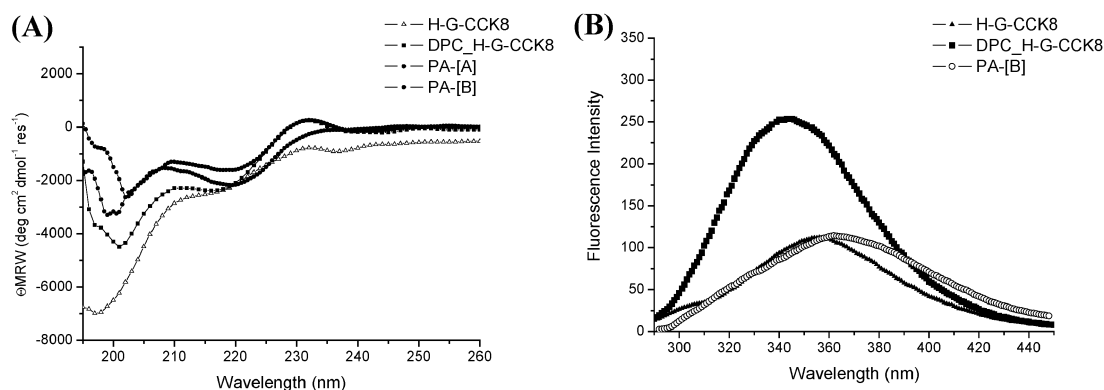 (A)
H-G-CCK8
DPC_H-G-CCK8
PA-[A]
PA-[B]
2000
0
-2000
-4000
-6000
-8000
ΘMRW (deg cm² dmol⁻¹ res⁻¹)
200 210 220 230 240 250 260
Wavelength (nm)
(B)
H-G-CCK8
DPC_H-G-CCK8
PA-[B]
350
300
250
200
150
100
50
0
Fluorescence Intensity
300 320 340 360 380 400 420 440
Wavelength (nm)